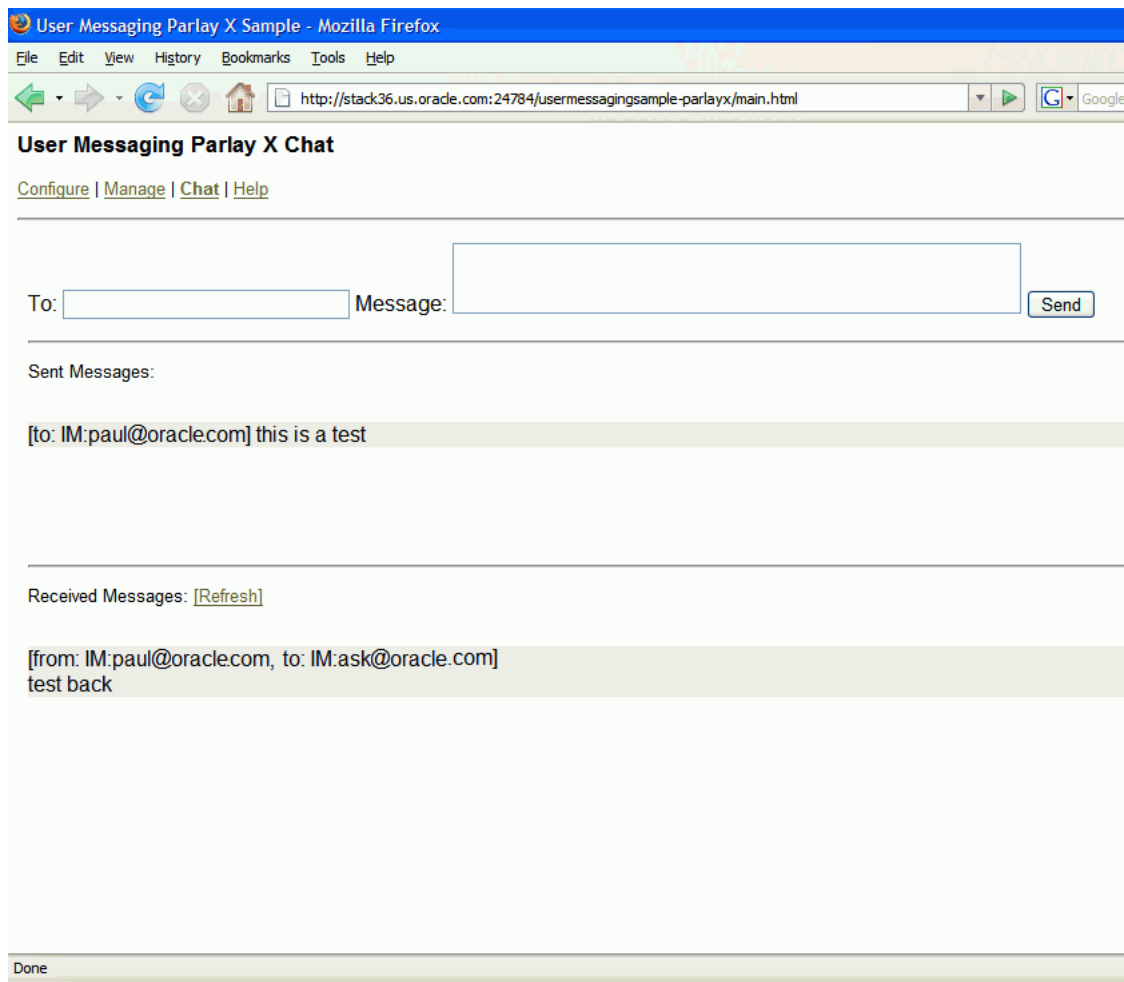 User Messaging Parlay X Sample - Mozilla Firefox
File Edit View History Bookmarks Tools Help
http://stack36.us.oracle.com:24784/usermessagingsample-parlayx/main.html G Google
User Messaging Parlay X Chat
Configure | Manage | Chat | Help
To: Message: Send
Sent Messages:
[to: IM:paul@oracle.com] this is a test
Received Messages: [Refresh]
[from: IM:paul@oracle.com, to: IM:ask@oracle.com]
test back
Done